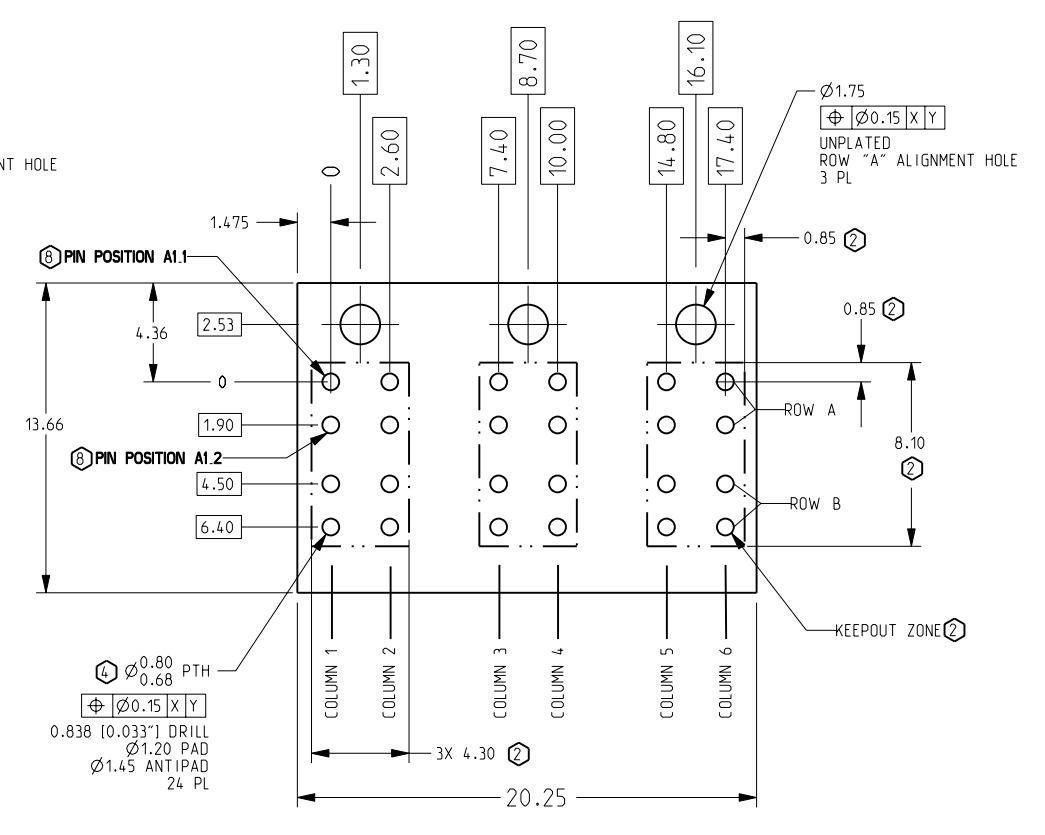 1.30
8.70
16.10
2.60
7.40
10.00
14.80
17.40
0
Ø1.75
⌖ Ø0.15 X Y
UNPLATED
ROW "A" ALIGNMENT HOLE
3 PL
NT HOLE
1.475
0.85 2
8 PIN POSITION A1.1
4.36
2.53
0.85 2
0
13.66
1.90
ROW A
8.10
2
8 PIN POSITION A1.2
4.50
ROW B
6.40
KEEPOUT ZONE 2
COLUMN 1
COLUMN 2
COLUMN 3
COLUMN 4
COLUMN 5
COLUMN 6
4 Ø0.80
0.68 PTH
⌖ Ø0.15 X Y
0.838 [0.033"] DRILL
Ø1.20 PAD
Ø1.45 ANTIPAD
24 PL
3X 4.30 2
20.25